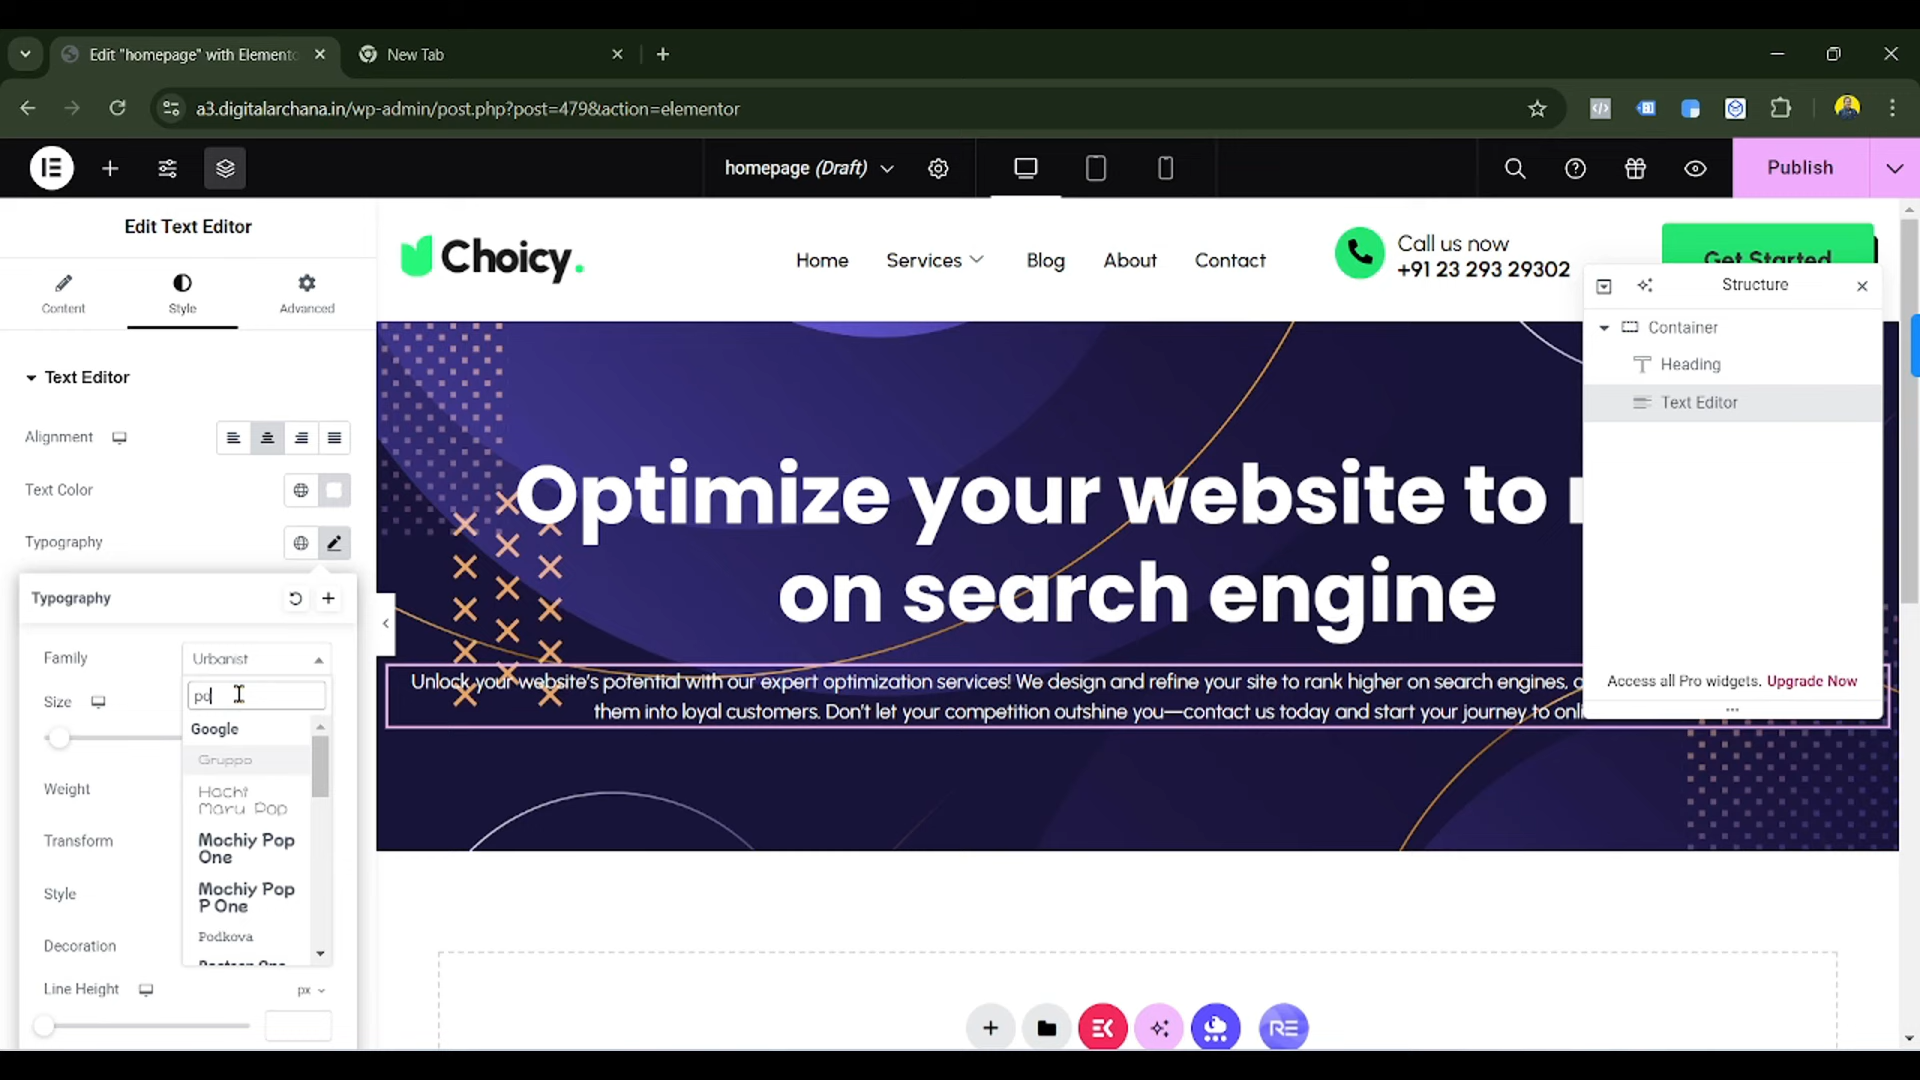 Edit "homepage" with Elemento
New Tab
a3.digitalarchana.in/wp-admin/post.php?post=479&action=elementor
homepage (Draft)
Publish
Edit Text Editor
Content
Style
Advanced
Text Editor
Alignment
Text Color
Typography
Typography
Family
Urbanist
po
Size
Google
Gruppo
Hachi
Maru Pop
Weight
Mochiy Pop
One
Transform
Mochiy Pop
P One
Style
Podkova
Decoration
Line Height
px
Choicy.
Home
Services
Blog
About
Contact
Call us now
+91 23 293 29302
Get Started
Optimize your website to
on search engine
Unlock your website's potential with our expert optimization services! We design and refine your site to rank higher on search engines,
them into loyal customers. Don't let your competition outshine you—contact us today and start your journey to onli
Structure
Container
Heading
Text Editor
Access all Pro widgets. Upgrade Now
EK
RE